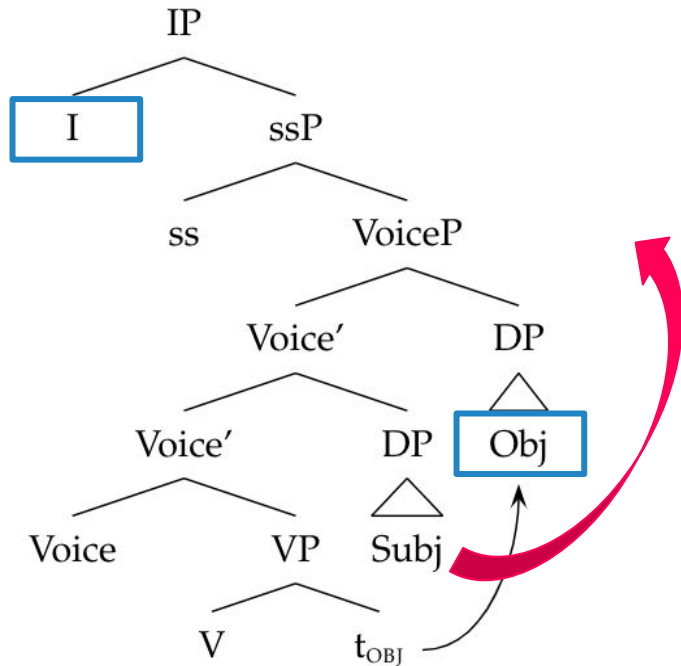 IP
I ssP
ss VoiceP
Voice’ DP
Voice’ DP Obj
Voice VP Subj
V tOBJ